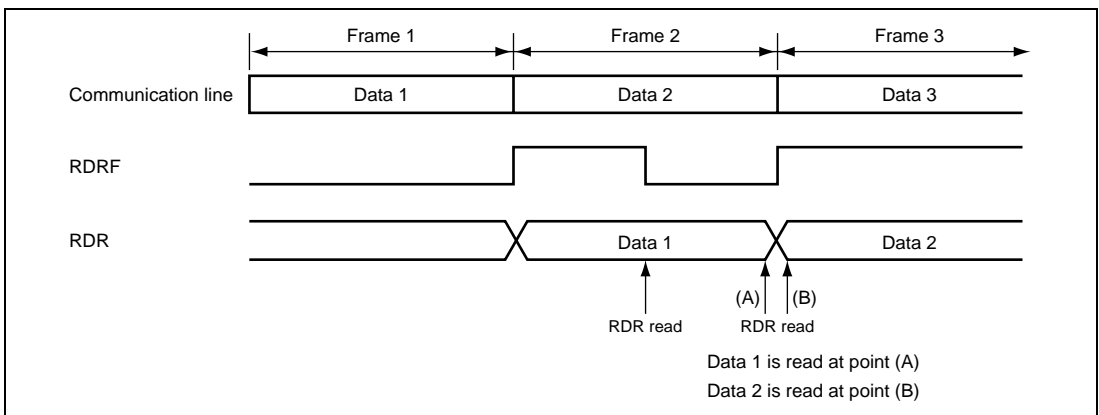 Frame 1 Frame 2 Frame 3
Communication line Data 1 Data 2 Data 3
RDRF
RDR Data 1 Data 2
(A) (B)
RDR read RDR read
Data 1 is read at point (A)
Data 2 is read at point (B)